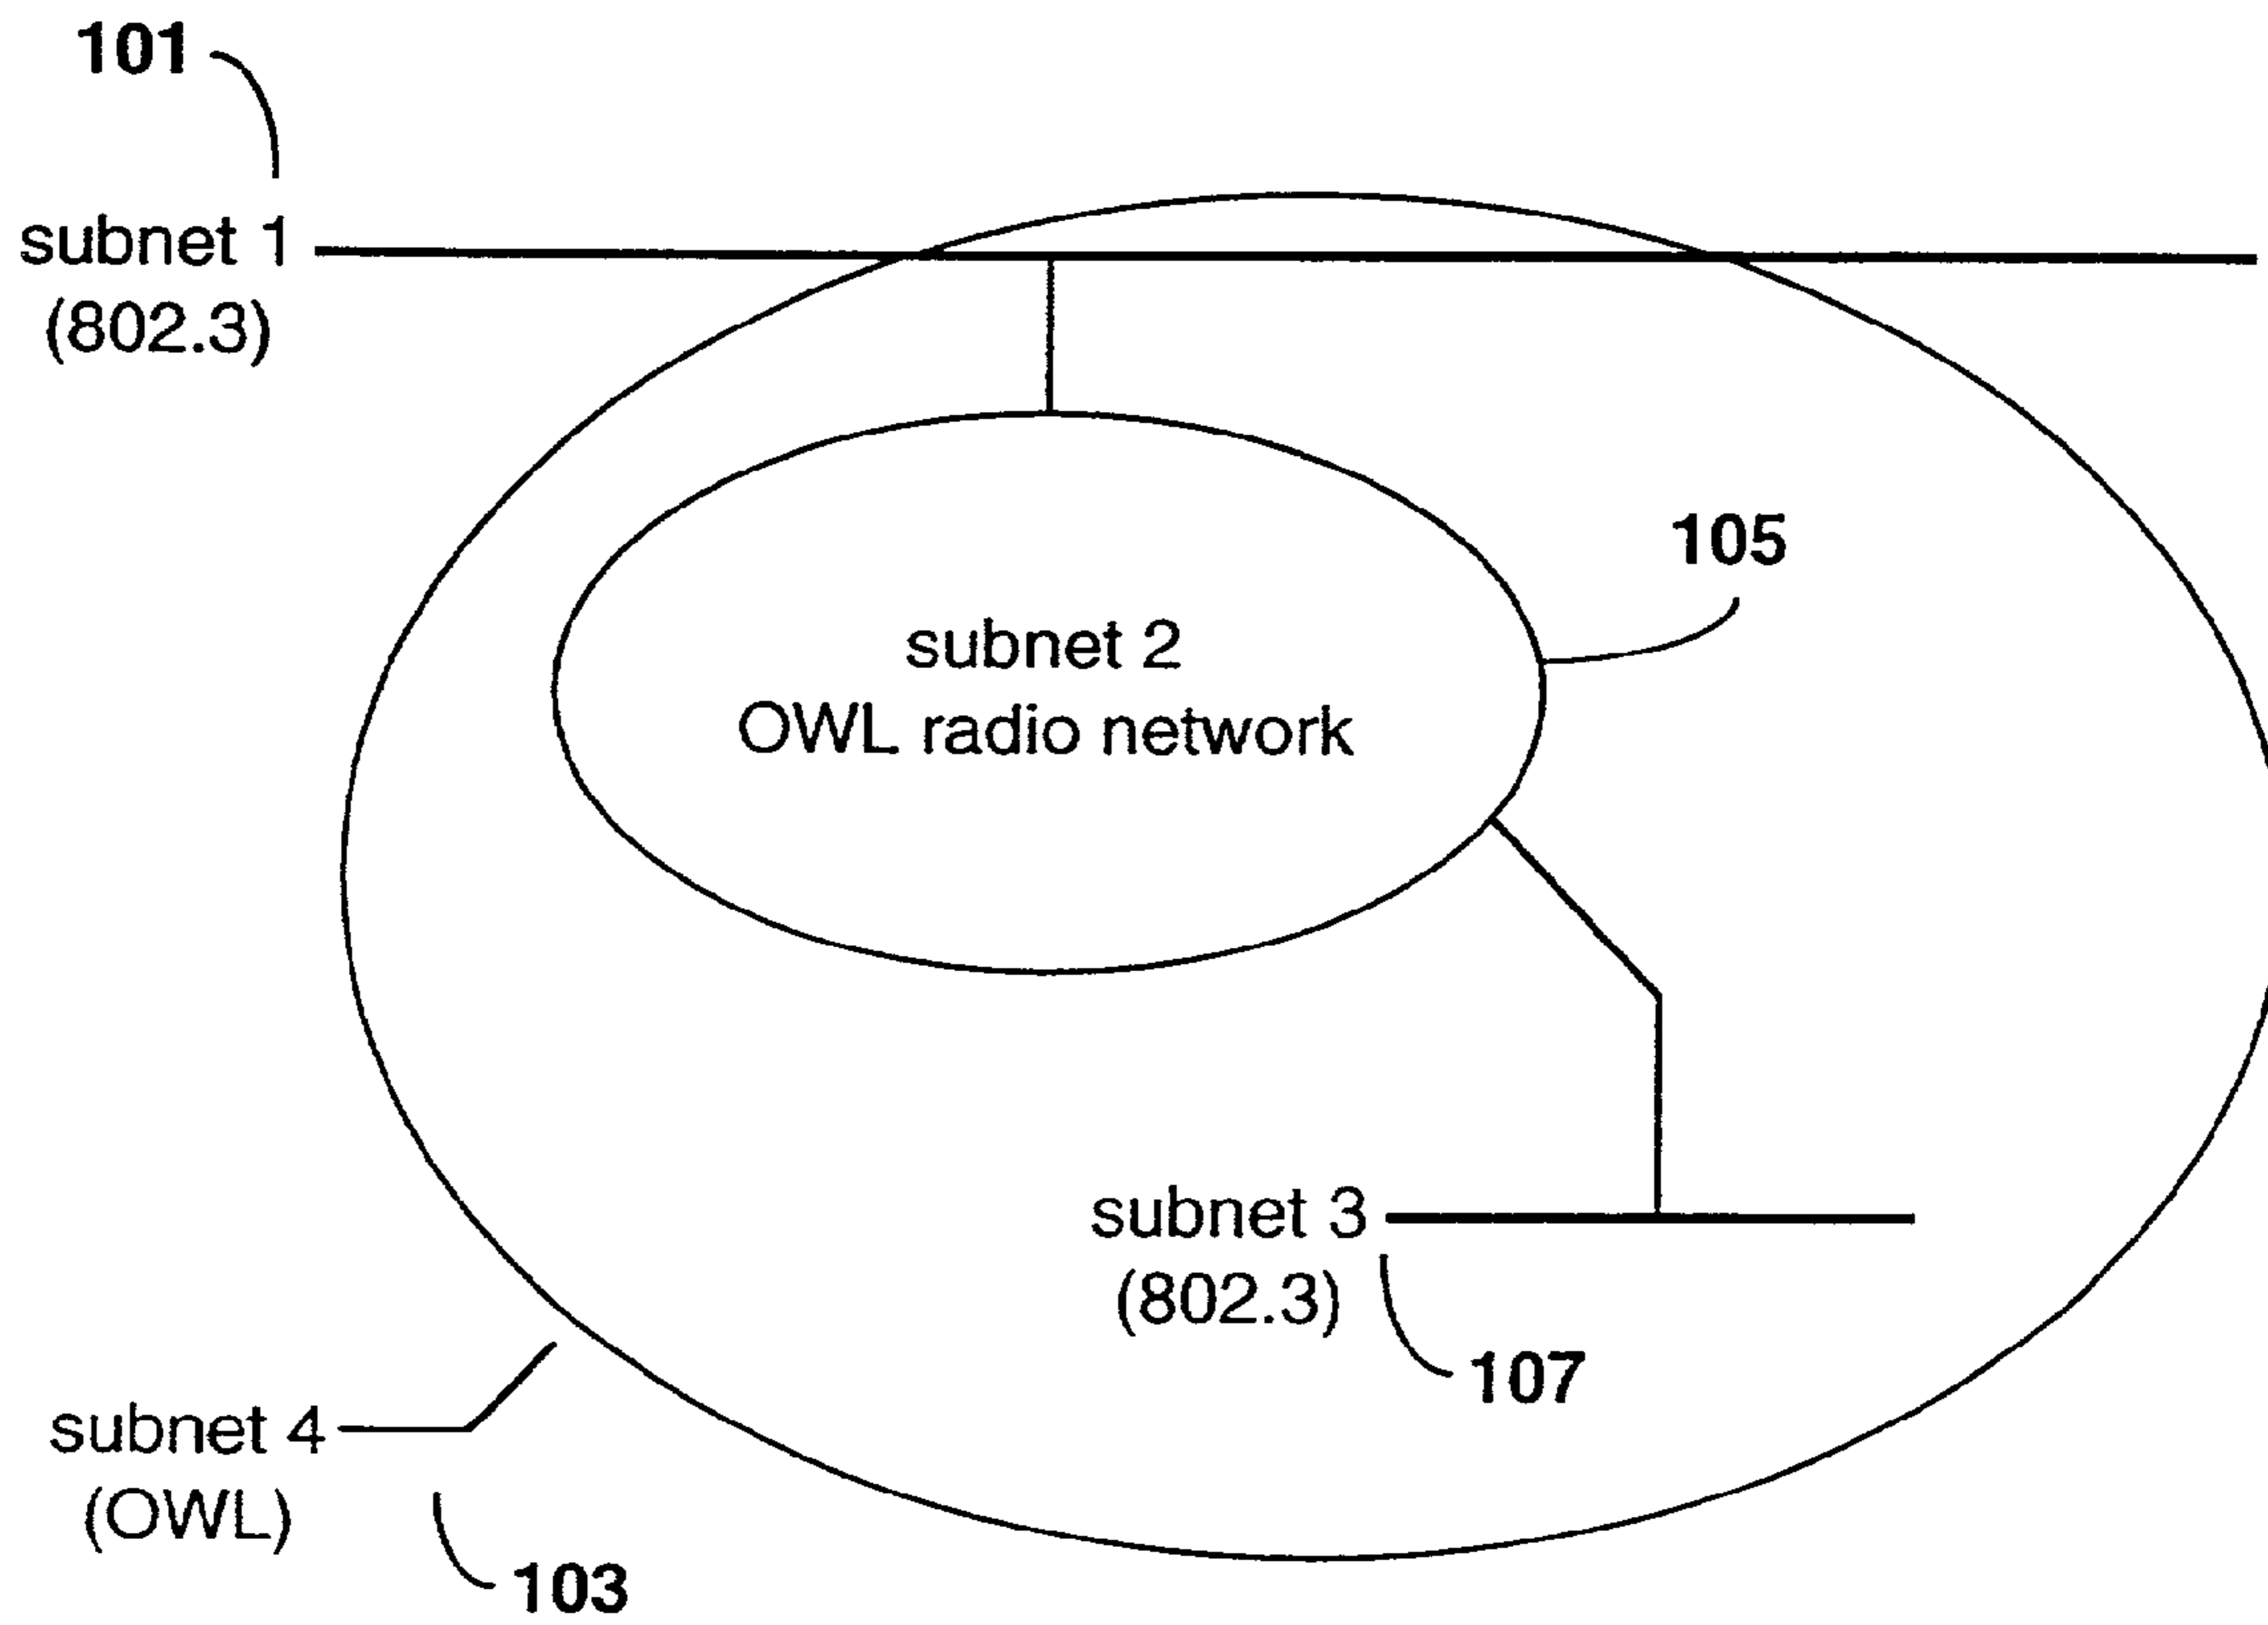 101
subnet 1
(802.3)
105
subnet 2
OWL radio network
subnet 3
(802.3)
107
subnet 4
(OWL)
103